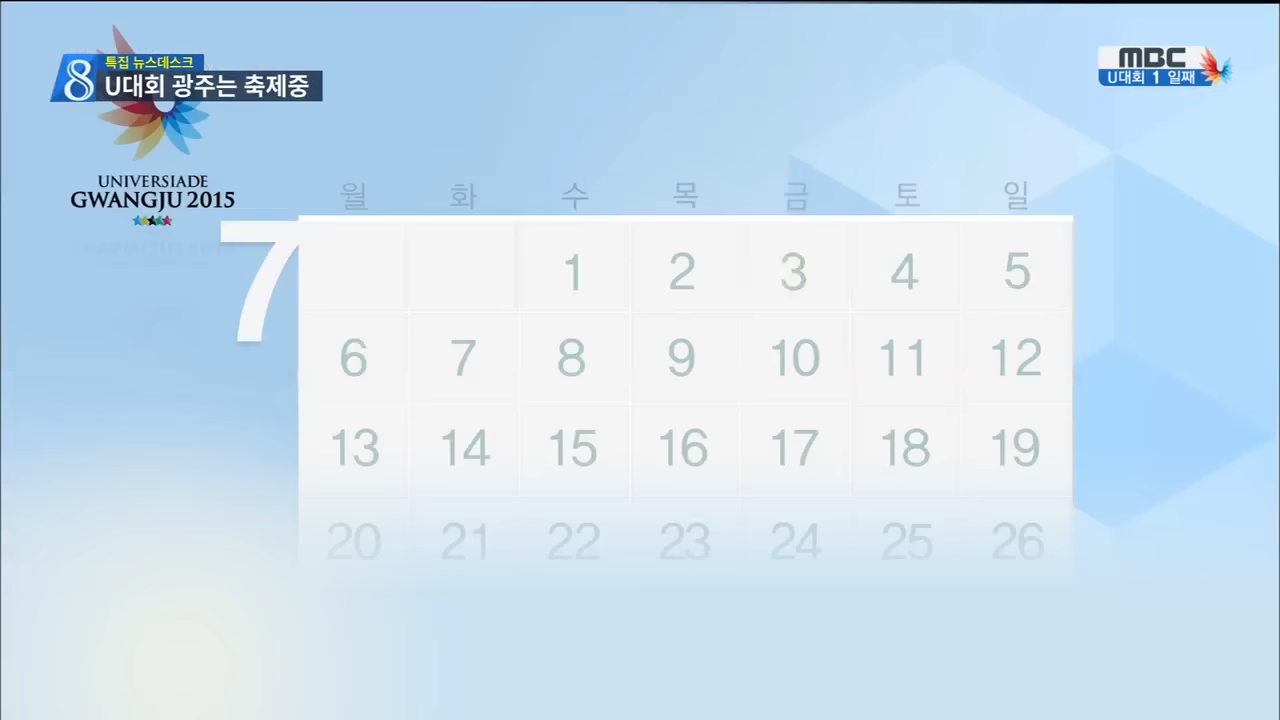 특집 뉴스데스크
8 U대회 광주는 축제중
MBC
U대회 1 일째
UNIVERSIADE
GWANGJU 2015
7
월 화 수 목 금 토 일
1 2 3 4 5
6 7 8 9 10 11 12
13 14 15 16 17 18 19
20 21 22 23 24 25 26